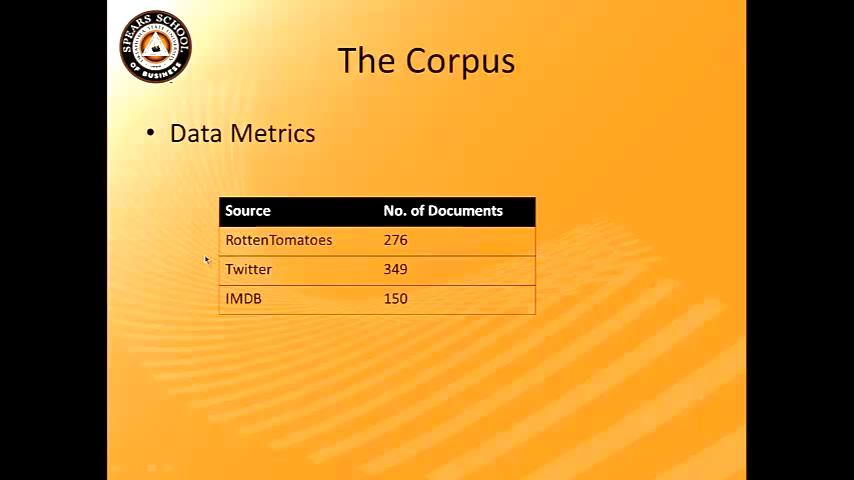 SPEARS SCHOOL
OF BUSINESS
The Corpus
• Data Metrics
Source No. of Documents
RottenTomatoes 276
Twitter 349
IMDB 150